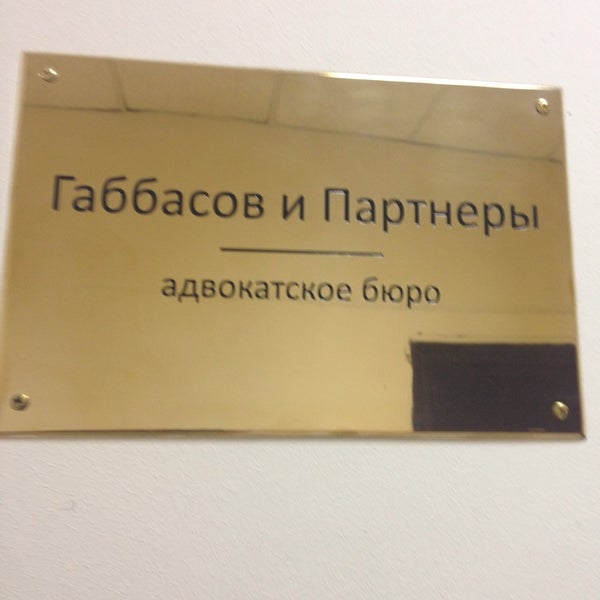 Габбасов и Партнеры
адвокатское бюро